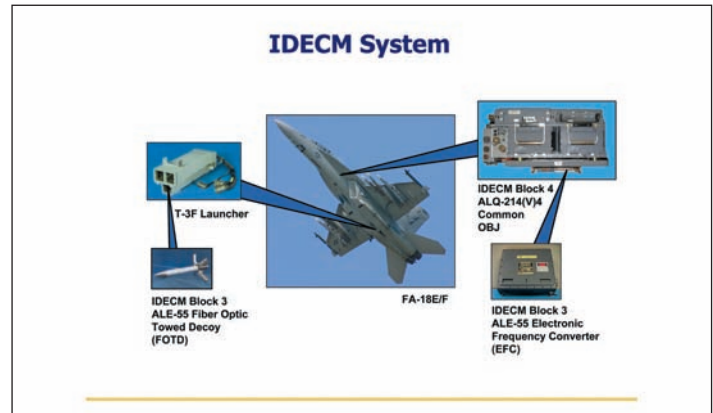 IDECM System
T-3F Launcher
IDECM Block 3
ALE-55 Fiber Optic
Towed Decoy
(FOTD)
FA-18E/F
IDECM Block 4
ALQ-214(V)4
Common
OBJ
IDECM Block 3
ALE-55 Electronic
Frequency Converter
(EFC)